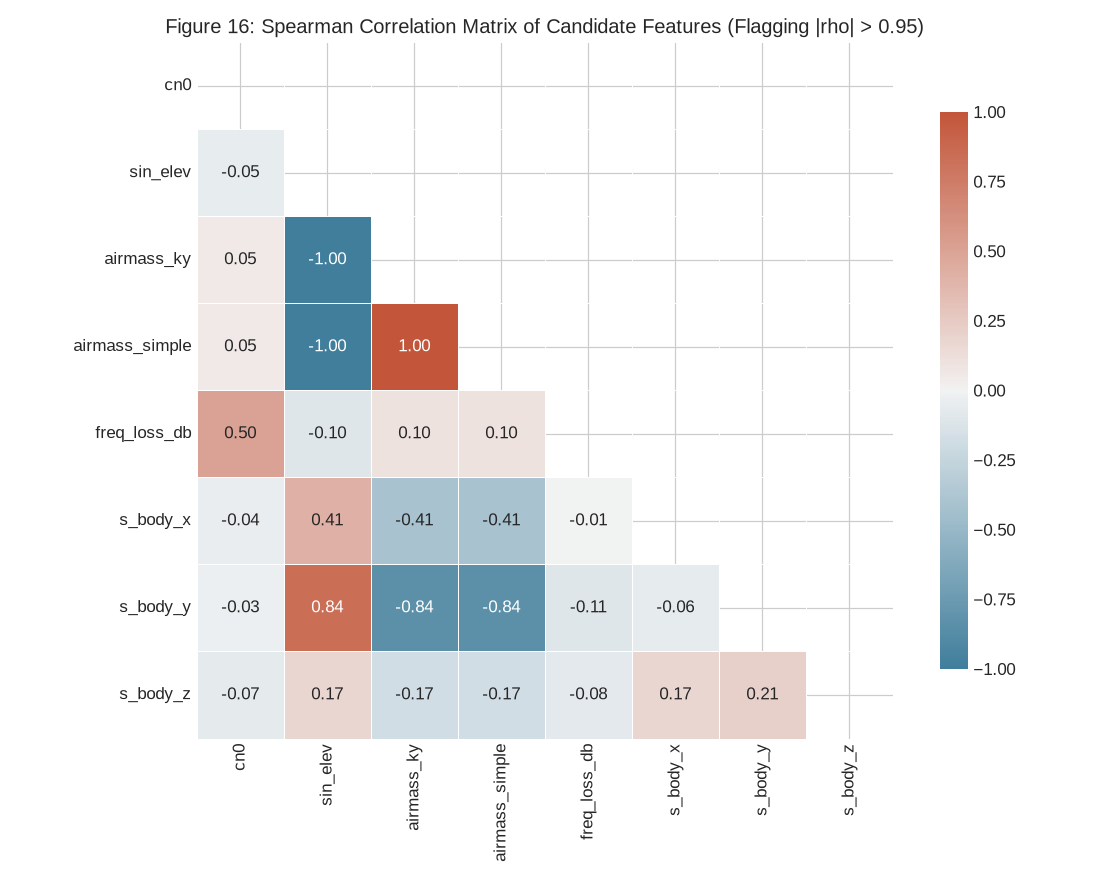 Figure 16: Spearman Correlation Matrix of Candidate Features (Flagging |rho| > 0.95)
cn0
sin_elev -0.05
airmass_ky 0.05 -1.00
airmass_simple 0.05 -1.00 1.00
freq_loss_db 0.50 -0.10 0.10 0.10
s_body_x -0.04 0.41 -0.41 -0.41 -0.01
s_body_y -0.03 0.84 -0.84 -0.84 -0.11 -0.06
s_body_z -0.07 0.17 -0.17 -0.17 -0.08 0.17 0.21
cn0 sin_elev airmass_ky airmass_simple freq_loss_db s_body_x s_body_y s_body_z
1.00
0.75
0.50
0.25
0.00
−0.25
−0.50
−0.75
−1.00